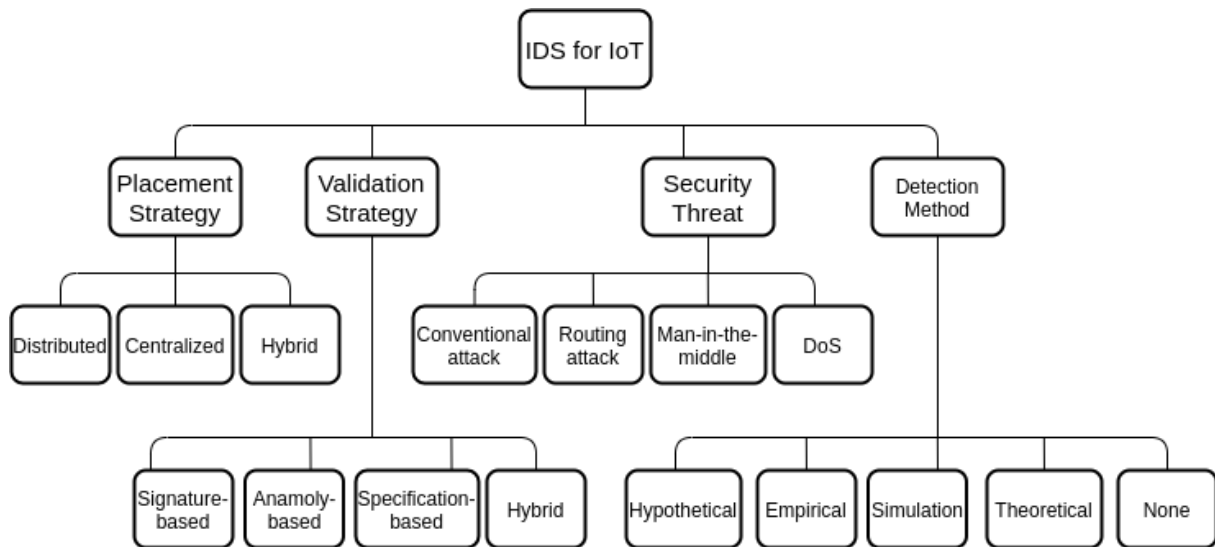 IDS for IoT
Placement
Strategy
Validation
Strategy
Security
Threat
Detection
Method
Distributed
Centralized
Hybrid
Conventional
attack
Routing
attack
Man-in-the-
middle
DoS
Signature-
based
Anamoly-
based
Specification-
based
Hybrid
Hypothetical
Empirical
Simulation
Theoretical
None